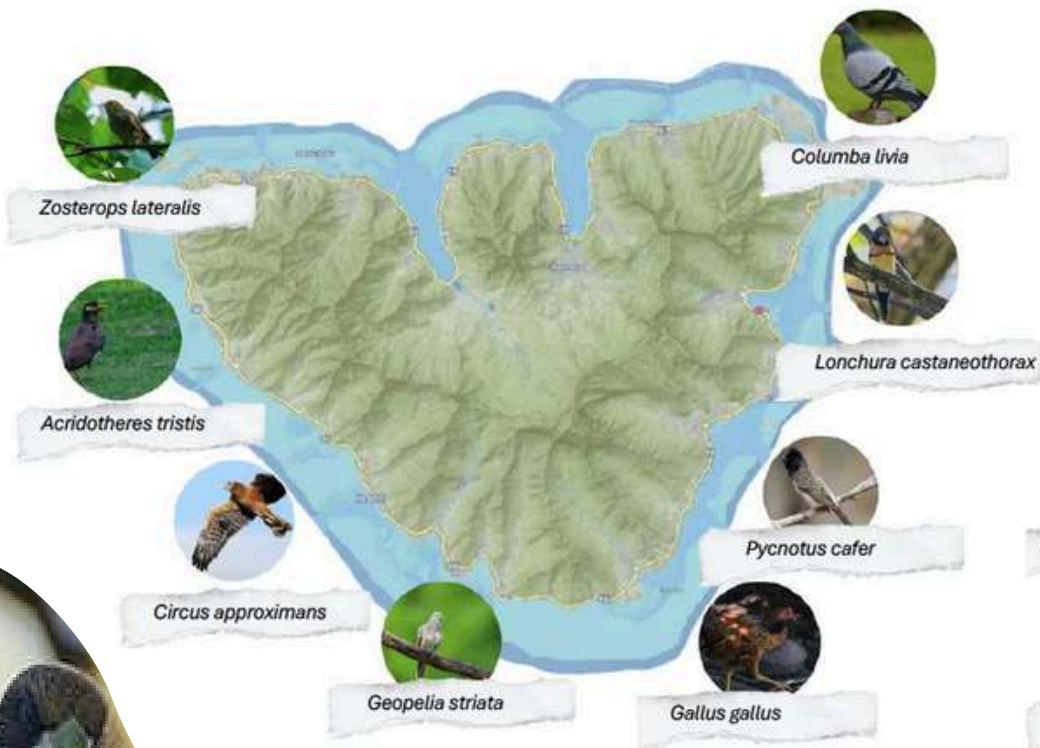 Columba livia
Zosterops lateralis
Lonchura castaneothorax
Acridotheres tristis
Pycnotus cafer
Circus approximans
Geopelia striata
Gallus gallus